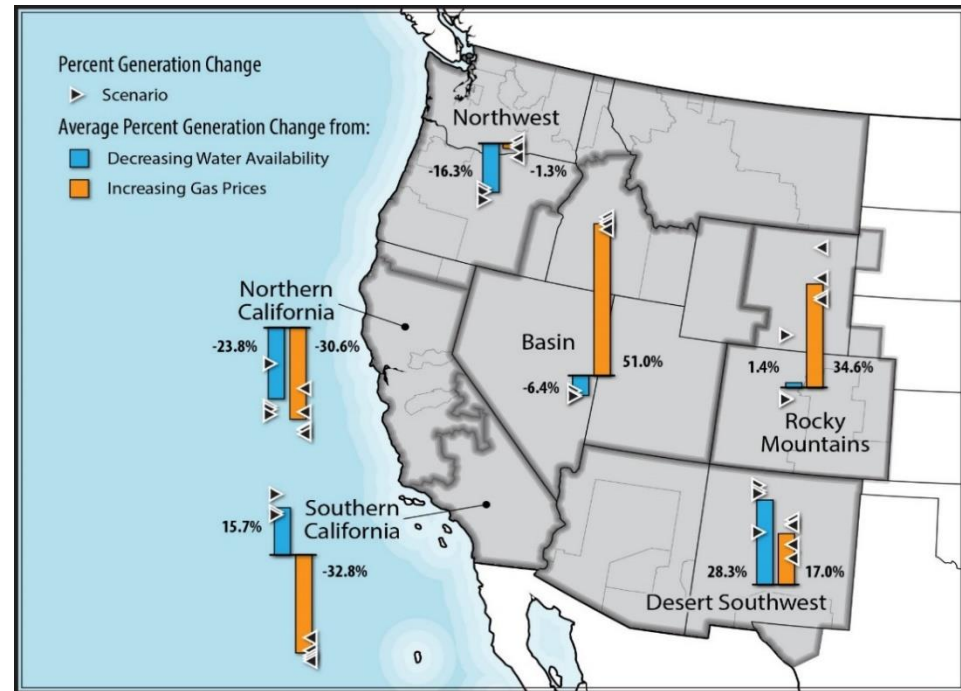 Percent Generation Change
Scenario
Average Percent Generation Change from:
Decreasing Water Availability
Increasing Gas Prices
Northwest
-16.3%
-1.3%
Northern
California
-23.8%
-30.6%
Basin
-6.4%
51.0%
1.4%
34.6%
Rocky
Mountains
Southern
California
15.7%
-32.8%
28.3%
17.0%
Desert Southwest